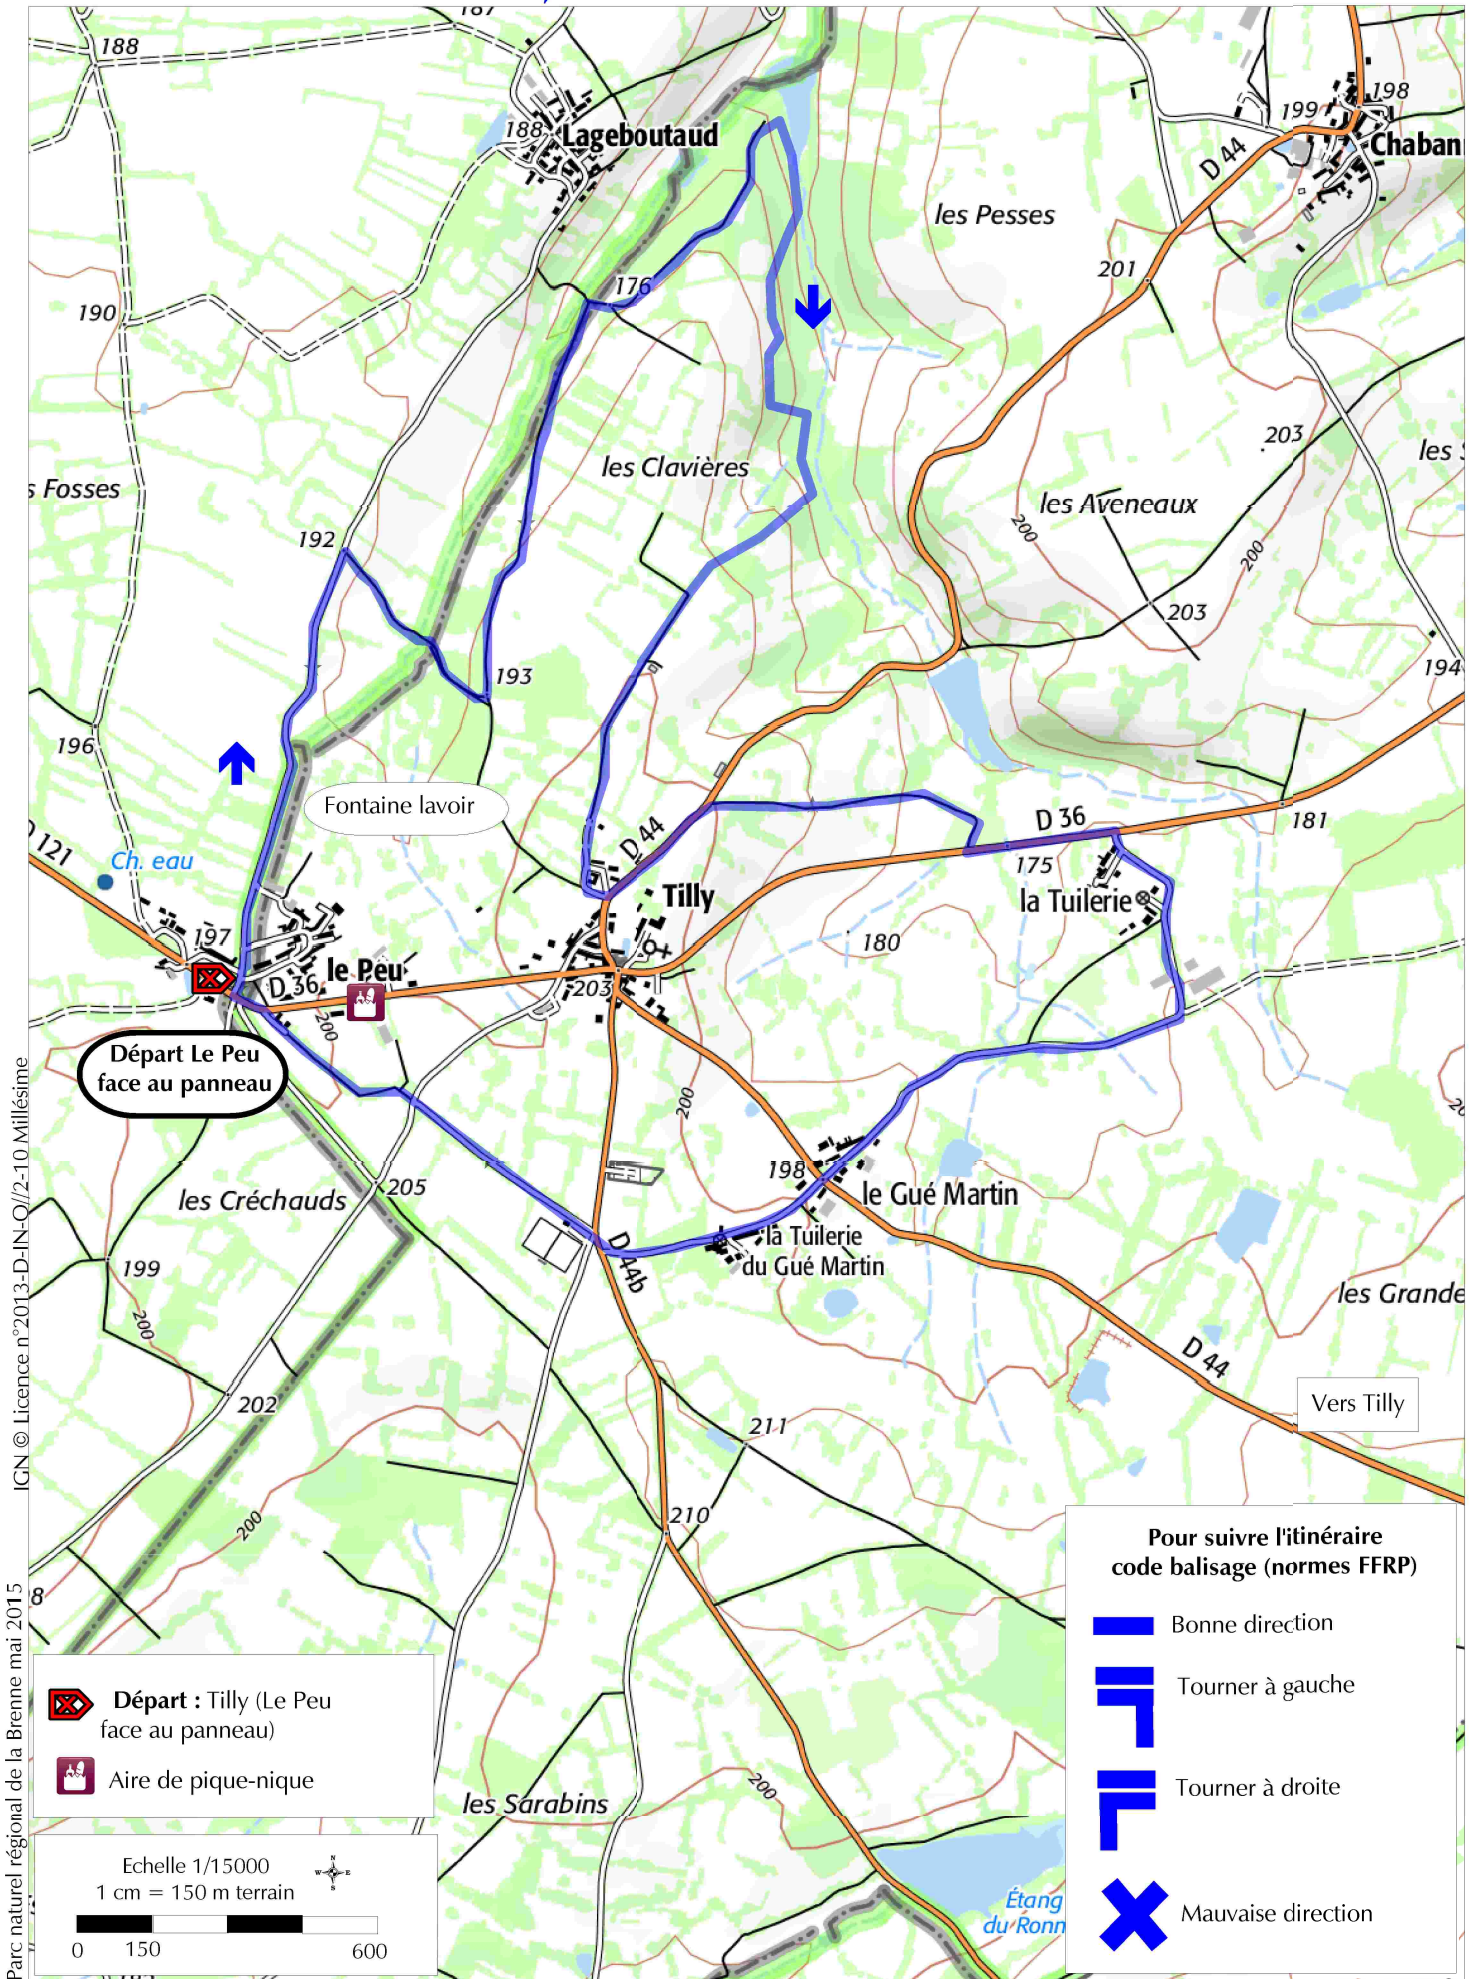 187
188
188
Lageboutaud
198
199
Chaban
D 44
les Pesses
201
176
190
203
les Clavières
s Fosses
les Aveneaux
200
192
200
203
193
194
196
Fontaine lavoir
D 44
D 36
181
D 121
Ch. eau
175
Tilly
la Tuilerie
197
180
le Peu
D 36
203
200
Départ Le Peu
face au panneau
200
198
le Gué Martin
205
les Créchauds
la Tuilerie
du Gué Martin
D 44b
199
200
les Grande
D 44
202
Vers Tilly
211
210
200
8
Pour suivre l'itinéraire
code balisage (normes FFRP)
Bonne direction
Tourner à gauche
Tourner à droite
Mauvaise direction
Départ : Tilly (Le Peu
face au panneau)
Aire de pique-nique
200
les Sarabins
Echelle 1/15000
1 cm = 150 m terrain
N
W E
S
0 150 600
Étang
du Ronn
IGN © Licence n°2013-D-IN-O//2-10 Millésime
Parc naturel régional de la Brenne mai 2015